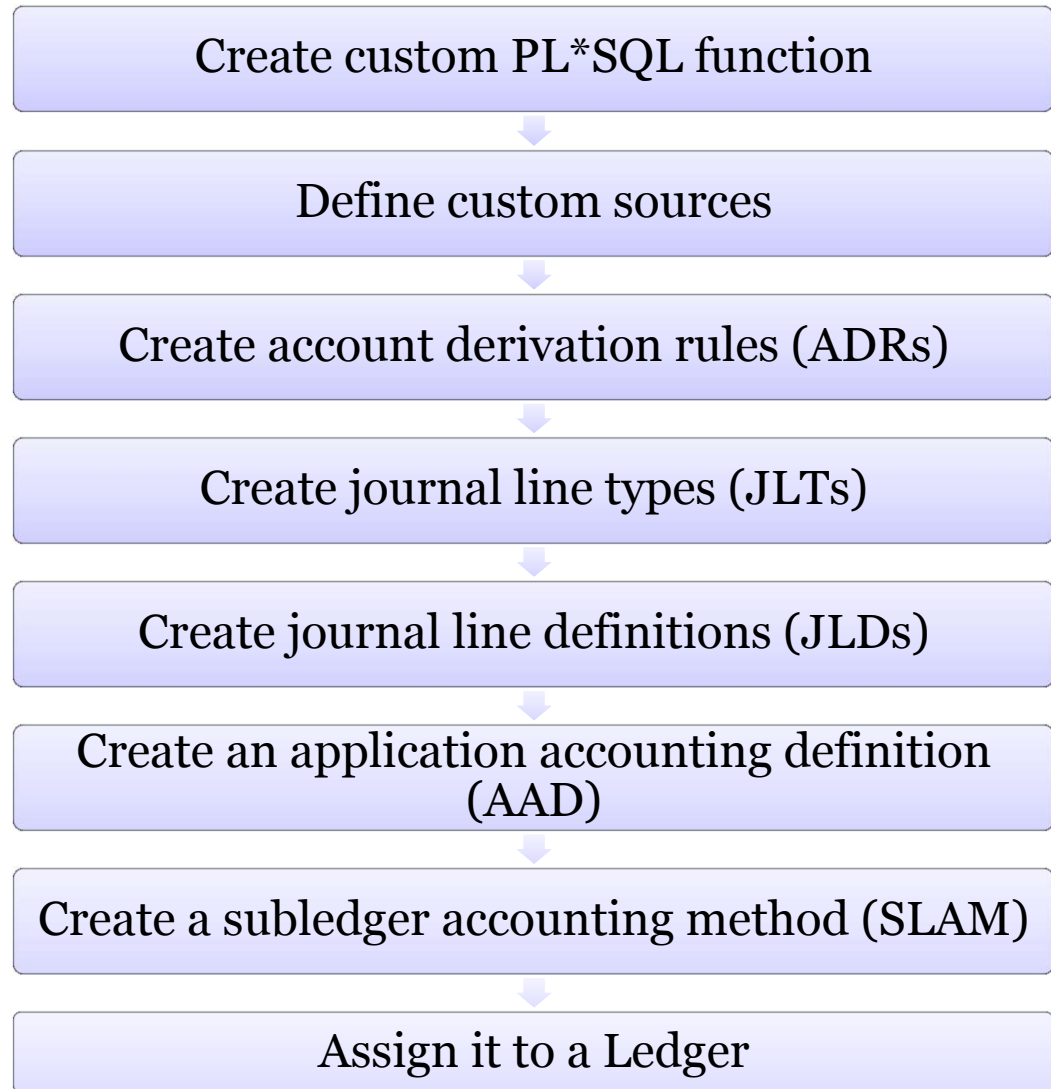 Create custom PL*SQL function
Define custom sources
Create account derivation rules (ADRs)
Create journal line types (JLTs)
Create journal line definitions (JLDs)
Create an application accounting definition
(AAD)
Create a subledger accounting method (SLAM)
Assign it to a Ledger